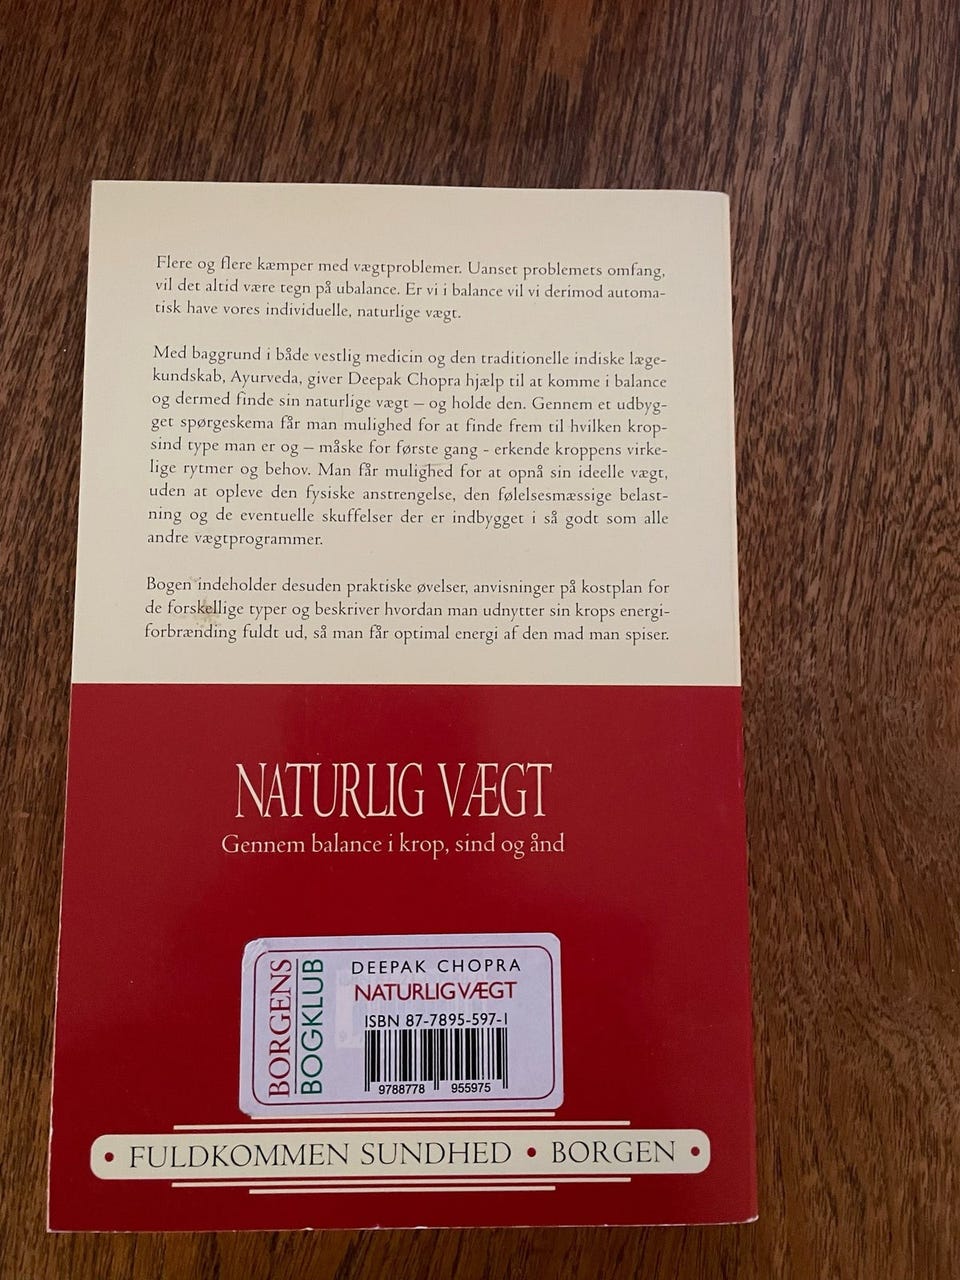 Flere og flere kæmper med vægtproblemer. Uanset problemets omfang,
vil det altid være tegn på ubalance. Er vi i balance vil vi derimod automa-
tisk have vores individuelle, naturlige vægt.
Med baggrund i både vestlig medicin og den traditionelle indiske læge-
kundskab, Ayurveda, giver Deepak Chopra hjælp til at komme i balance
og dermed finde sin naturlige vægt – og holde den. Gennem et udbyg-
get spørgeskema får man mulighed for at finde frem til hvilken krop-
sind type man er og – måske for første gang - erkende kroppens virke-
lige rytmer og behov. Man får mulighed for at opnå sin ideelle vægt,
uden at opleve den fysiske anstrengelse, den følelsesmæssige belast-
ning og de eventuelle skuffelser der er indbygget i så godt som alle
andre vægtprogrammer.
Bogen indeholder desuden praktiske øvelser, anvisninger på kostplan for
de forskellige typer og beskriver hvordan man udnytter sin krops energi-
forbrænding fuldt ud, så man får optimal energi af den mad man spiser.
NATURLIG VÆGT
Gennem balance i krop, sind og ånd
BORGENS
BOGKLUB
DEEPAK CHOPRA
NATURLIG VÆGT
ISBN 87-7895-597-1
9788778 955975
• FULDKOMMEN SUNDHED • BORGEN •